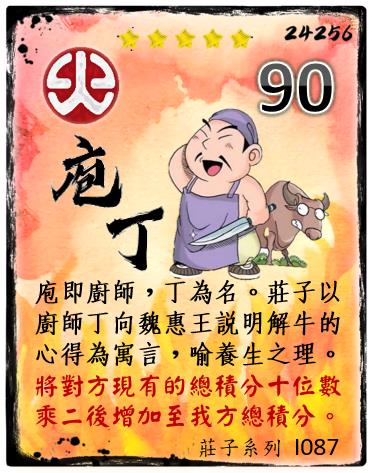 24256
火
90
庖丁
庖即廚師，丁為名。莊子以
廚師丁向魏惠王說明解牛的
心得為寓言，喻養生之理。
將對方現有的總積分十位數
乘二後增加至我方總積分。
莊子系列 I087